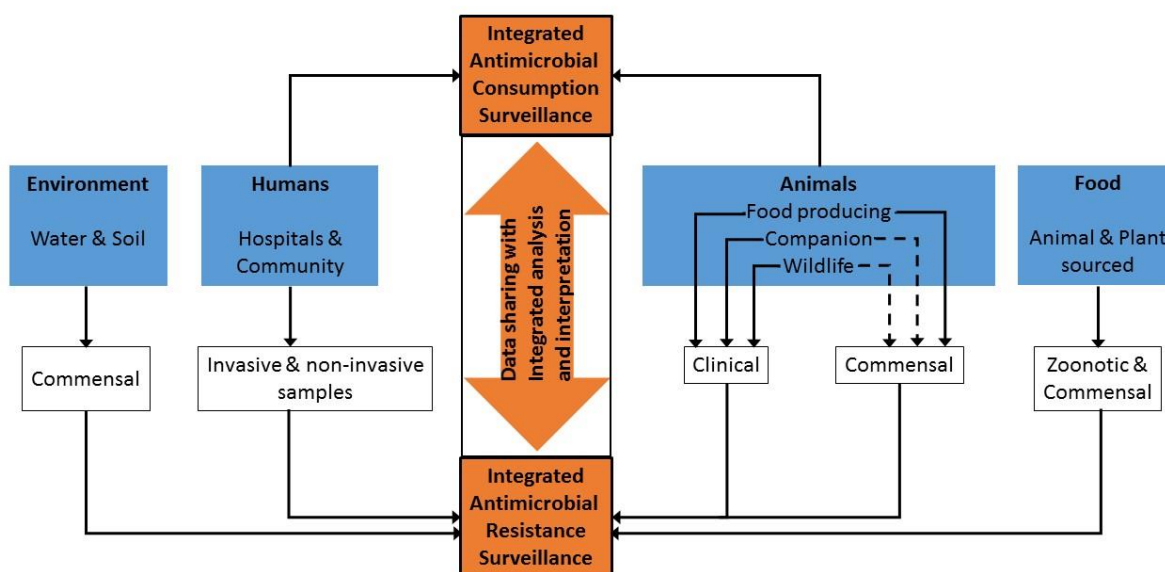 Integrated
Antimicrobial
Consumption
Surveillance
Environment
Water & Soil
Humans
Hospitals &
Community
Data sharing with
Integrated analysis
and interpretation
Animals
Food producing
Companion
Wildlife
Food
Animal & Plant
sourced
Commensal
Invasive & non-invasive
samples
Clinical
Commensal
Zoonotic &
Commensal
Integrated
Antimicrobial
Resistance
Surveillance